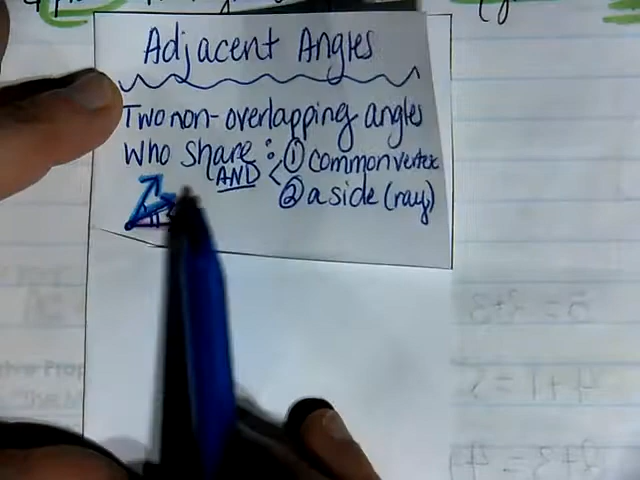 Adjacent Angles
Two non-overlapping angles
who share: ① common vertex
AND
② a side (ray)